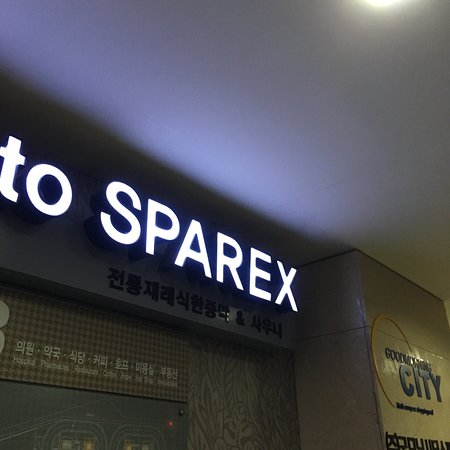 to SPAREX
전통재래식한증막 & 사우나
의원 · 약국 · 식당 · 커피 · 호프 · 미용실 · 부동산
GOODMORNING
CITY